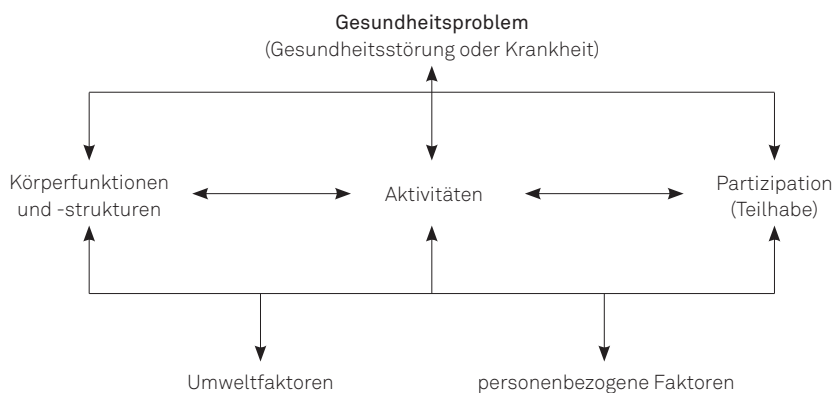 Gesundheitsproblem
(Gesundheitsstörung oder Krankheit)
Körperfunktionen
und -strukturen
Aktivitäten
Partizipation
(Teilhabe)
Umweltfaktoren
personenbezogene Faktoren